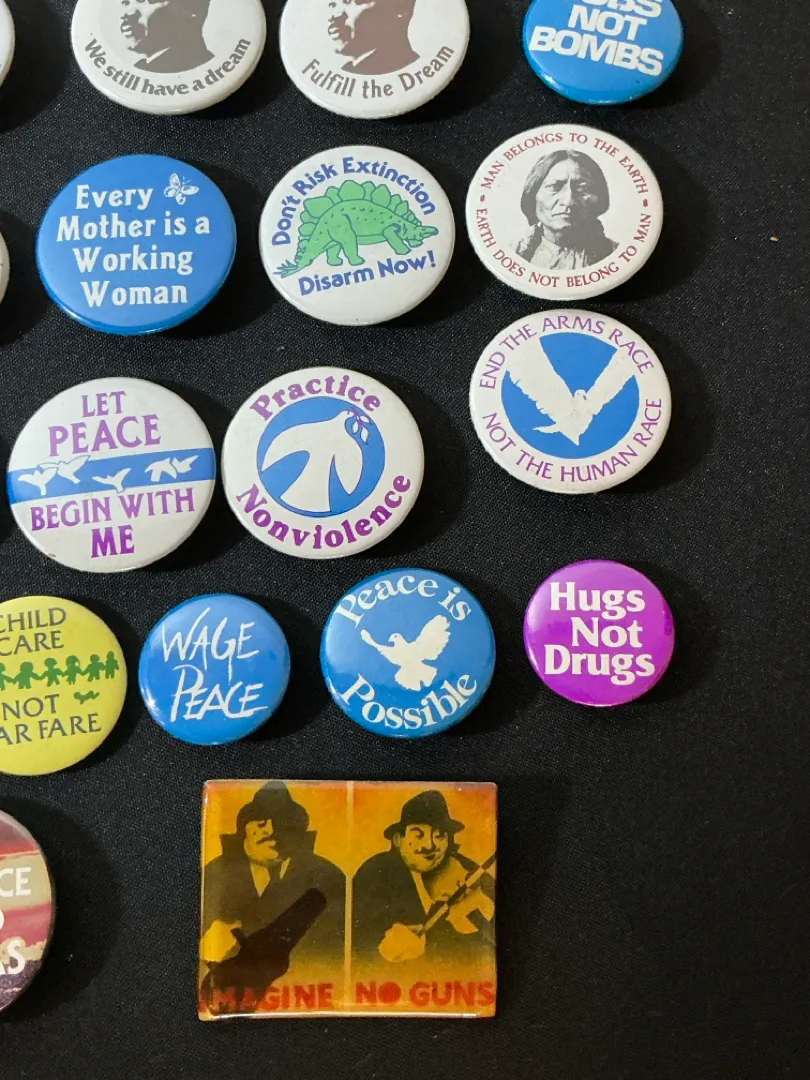 We still have a dream
Fulfill the Dream
NOT
BOMBS
Every
Mother is a
Working
Woman
Don't Risk Extinction
Disarm Now!
MAN BELONGS TO THE EARTH
EARTH DOES NOT BELONG TO MAN
LET
PEACE
BEGIN WITH
ME
Practice
Nonviolence
END THE ARMS RACE
NOT THE HUMAN RACE
CHILD
CARE
NOT
AR FARE
WAGE
PEACE
Peace is
Possible
Hugs
Not
Drugs
CE
IMAGINE NO GUNS